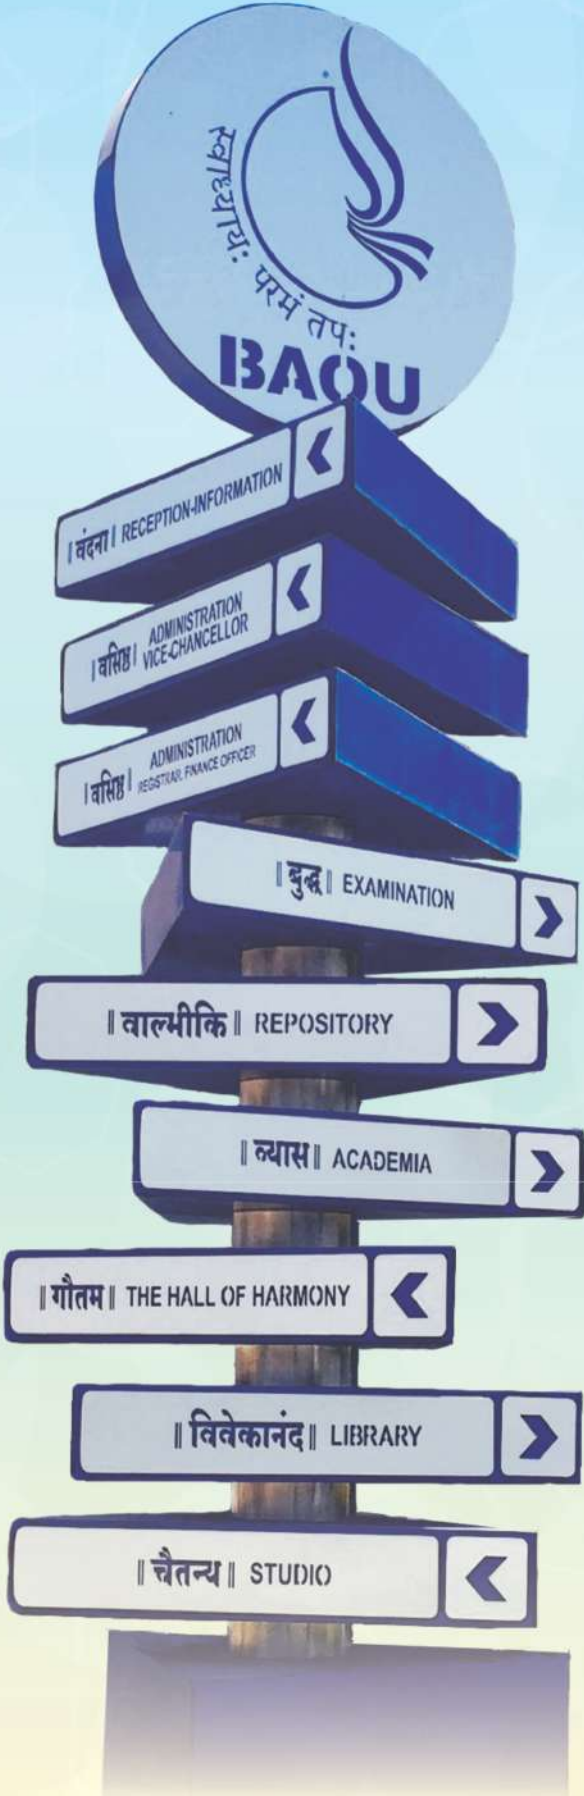 स्वाध्यायः परमं तपः
BAOU
॥ वंदना ॥ RECEPTION-INFORMATION
॥ वसिष्ठ ॥ ADMINISTRATION
VICE-CHANCELLOR
॥ वसिष्ठ ॥ ADMINISTRATION
REGISTRAR, FINANCE OFFICER
॥ बुद्ध ॥ EXAMINATION
॥ वाल्मीकि ॥ REPOSITORY
॥ व्यास ॥ ACADEMIA
॥ गौतम ॥ THE HALL OF HARMONY
॥ विवेकानंद ॥ LIBRARY
॥ चैतन्य ॥ STUDIO